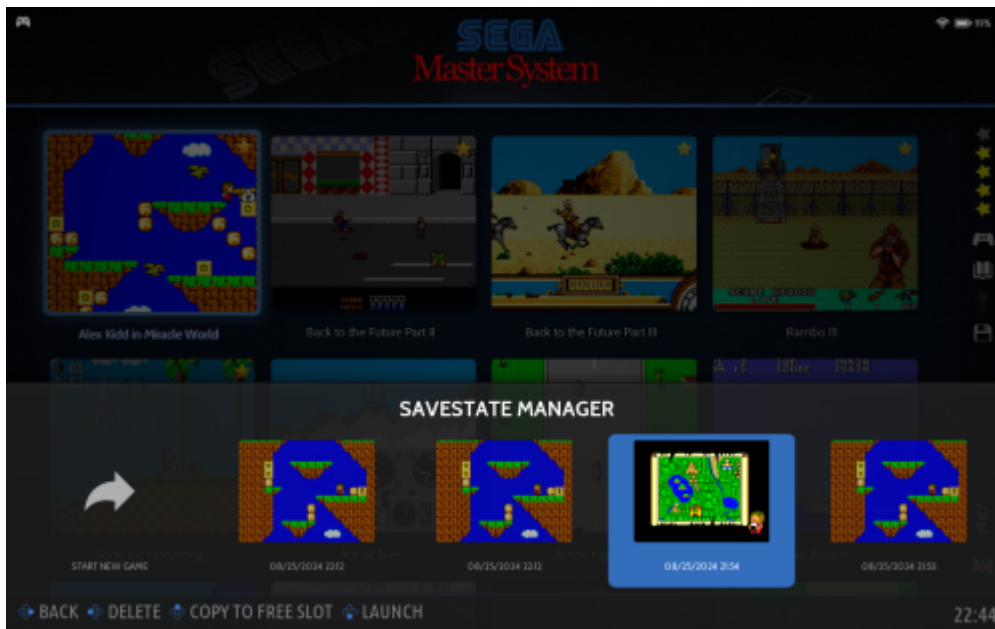 SEGA
Master System
Alex Kidd in Miracle World
Back to the Future Part II
Back to the Future Part III
Rambo III
SAVESTATE MANAGER
START NEW GAME
08/25/2024 22:12
08/25/2024 22:12
08/25/2024 21:54
08/25/2024 21:53
BACK DELETE COPY TO FREE SLOT LAUNCH
22:44